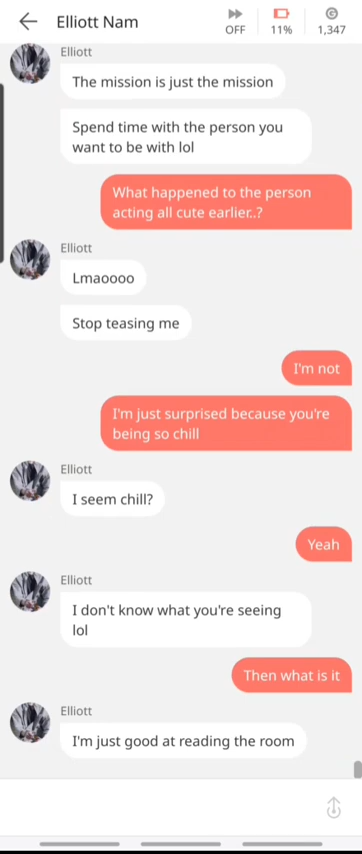 Elliott Nam
OFF
11%
1,347
Elliott
The mission is just the mission
Spend time with the person you
want to be with lol
What happened to the person
acting all cute earlier..?
Elliott
Lmaoooo
Stop teasing me
I'm not
I'm just surprised because you're
being so chill
Elliott
I seem chill?
Yeah
Elliott
I don't know what you're seeing
lol
Then what is it
Elliott
I'm just good at reading the room